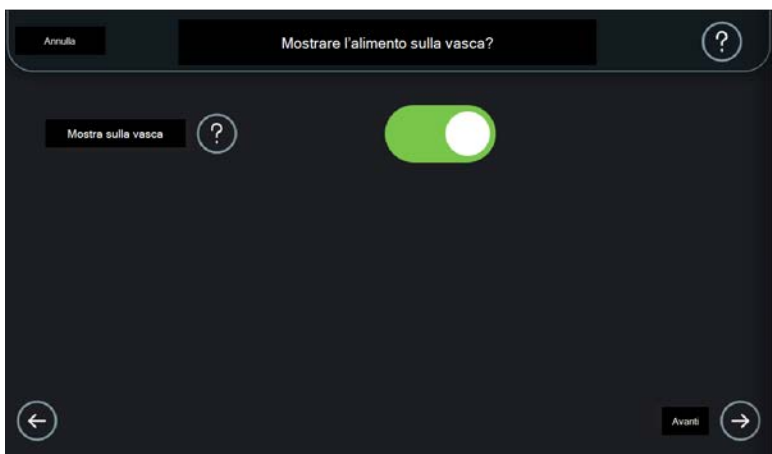 Annulla
Mostrare l'alimento sulla vasca?
?
Mostra sulla vasca
?
Avanti